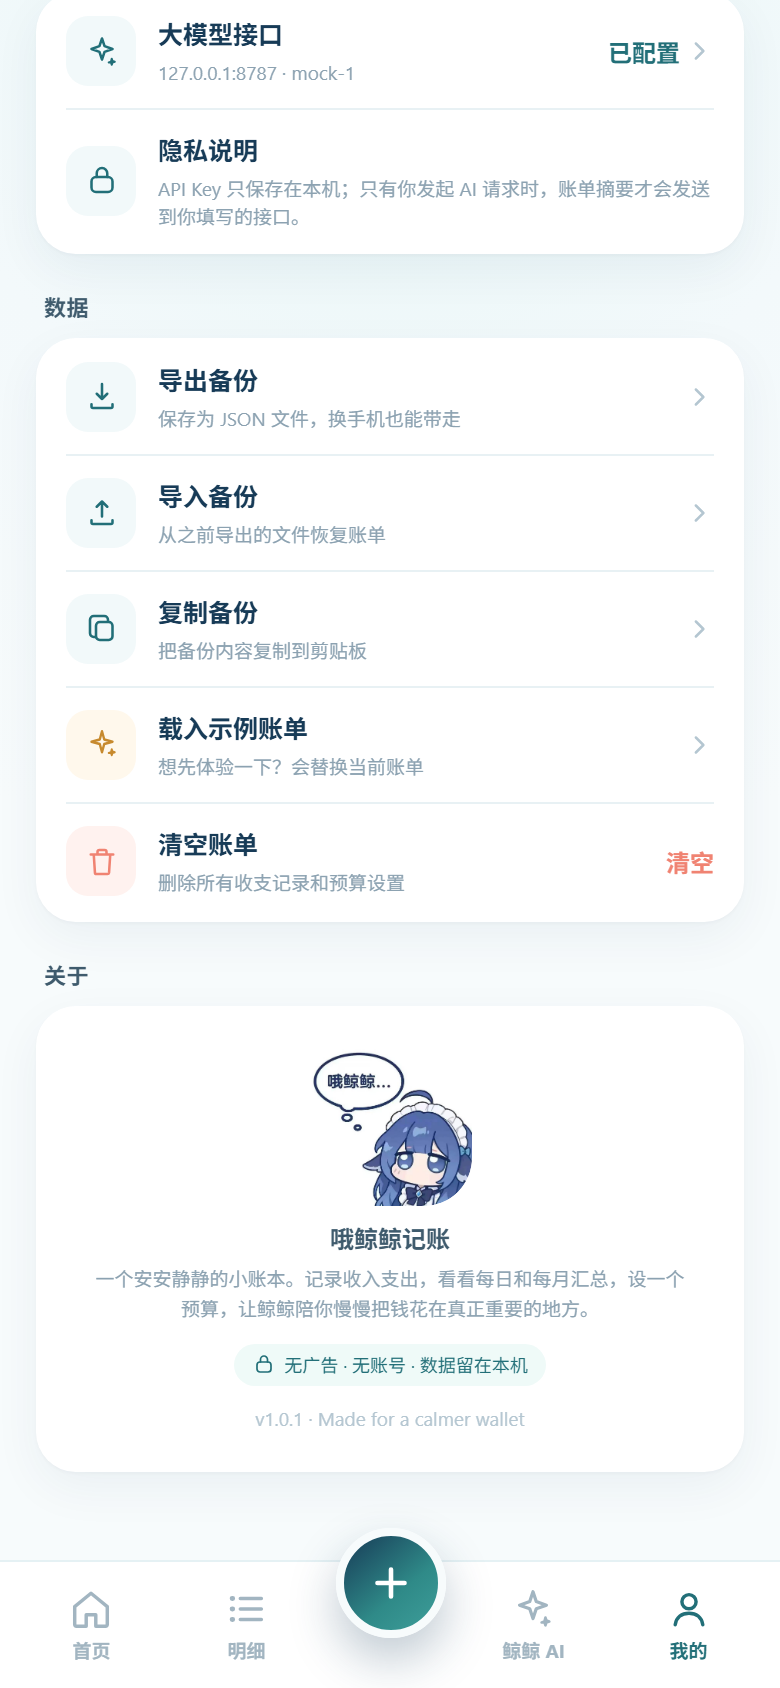 大模型接口
已配置
127.0.0.1:8787 · mock-1
隐私说明
API Key 只保存在本机；只有你发起 AI 请求时，账单摘要才会发送
到你填写的接口。
数据
导出备份
保存为 JSON 文件，换手机也能带走
导入备份
从之前导出的文件恢复账单
复制备份
把备份内容复制到剪贴板
载入示例账单
想先体验一下？会替换当前账单
清空账单
清空
删除所有收支记录和预算设置
关于
哦鲸鲸...
哦鲸鲸记账
一个安安静静的小账本。记录收入支出，看看每日和每月汇总，设一个
预算，让鲸鲸陪你慢慢把钱花在真正重要的地方。
无广告 · 无账号 · 数据留在本机
v1.0.1 · Made for a calmer wallet
首页
明细
鲸鲸 AI
我的